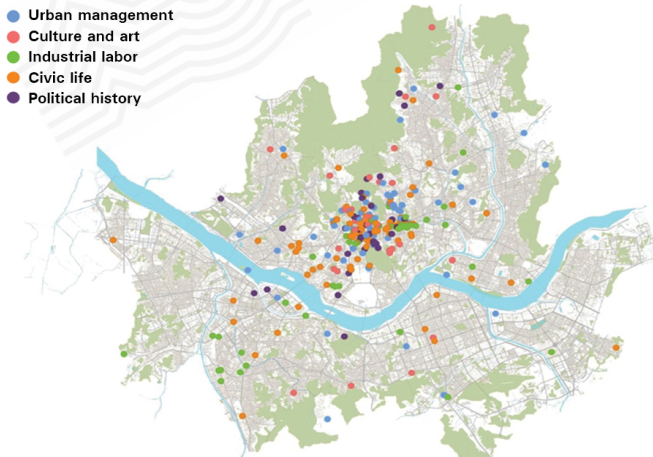 Urban management
Culture and art
Industrial labor
Civic life
Political history